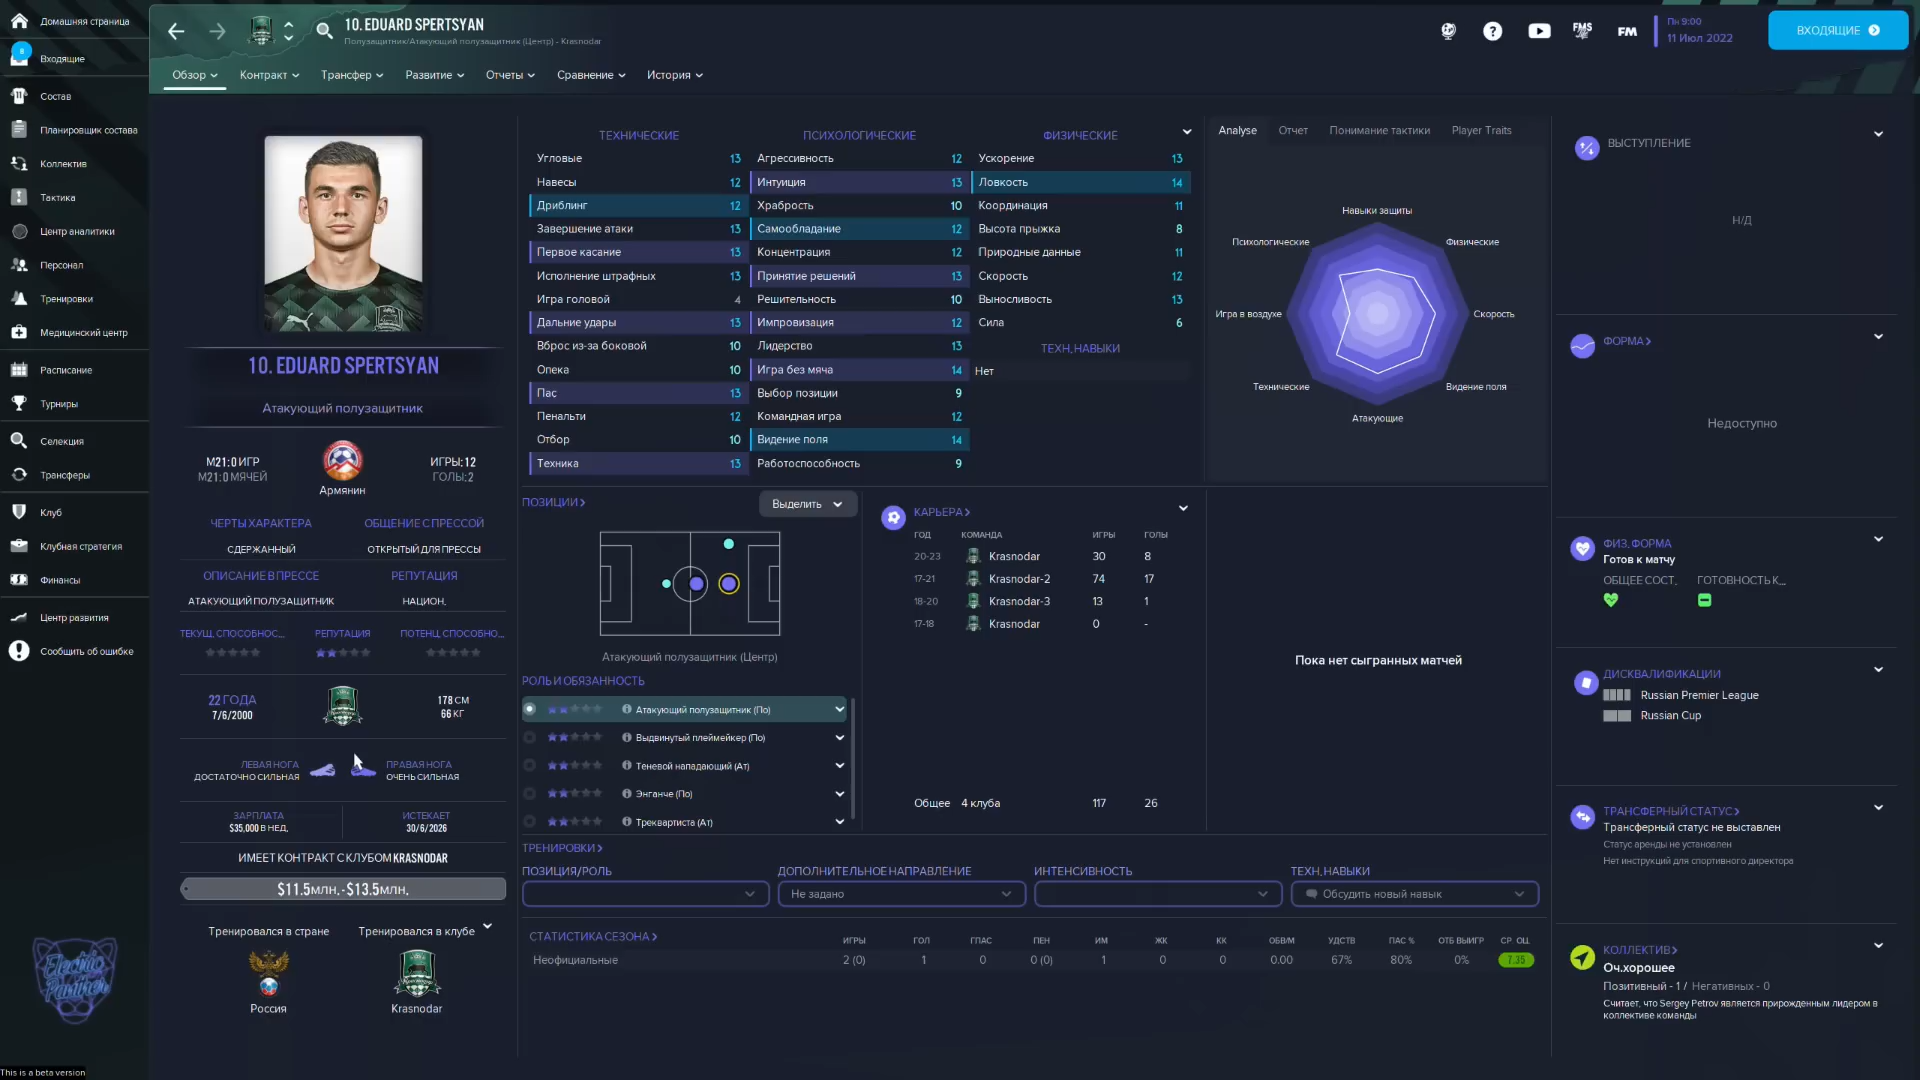 Домашняя страница
8
Входящие
Состав
Планировщик состава
Коллектив
Тактика
Центр аналитики
Персонал
Тренировки
Медицинский центр
Расписание
Турниры
Селекция
Трансферы
Клуб
Клубная стратегия
Финансы
Центр развития
Сообщить об ошибке
Electric Panther
This is a beta version
10. EDUARD SPERTSYAN
Полузащитник/Атакующий полузащитник (Центр) - Krasnodar
FMS
FM
Пн 9:00
11 Июл 2022
ВХОДЯЩИЕ
Обзор Контракт Трансфер Развитие Отчеты Сравнение История
10. EDUARD SPERTSYAN
Атакующий полузащитник
М21: 0 ИГР
М21: 0 МЯЧЕЙ
Армянин
ИГРЫ: 12
ГОЛЫ: 2
ЧЕРТЫ ХАРАКТЕРА ОБЩЕНИЕ С ПРЕССОЙ
СДЕРЖАННЫЙ ОТКРЫТЫЙ ДЛЯ ПРЕССЫ
ОПИСАНИЕ В ПРЕССЕ РЕПУТАЦИЯ
АТАКУЮЩИЙ ПОЛУЗАЩИТНИК НАЦИОН.
ТЕКУЩ. СПОСОБНОС... РЕПУТАЦИЯ ПОТЕНЦ. СПОСОБНО...
22 ГОДА
7/6/2000
178 СМ
66 КГ
ЛЕВАЯ НОГА
ДОСТАТОЧНО СИЛЬНАЯ
ПРАВАЯ НОГА
ОЧЕНЬ СИЛЬНАЯ
ЗАРПЛАТА
$35,000 В НЕД.
ИСТЕКАЕТ
30/6/2026
ИМЕЕТ КОНТРАКТ С КЛУБОМ KRASNODAR
$11.5МЛН. - $13.5МЛН.
Тренировался в стране Тренировался в клубе
Россия Krasnodar
ТЕХНИЧЕСКИЕ
Угловые 13
Навесы 12
Дриблинг 12
Завершение атаки 13
Первое касание 13
Исполнение штрафных 13
Игра головой 4
Дальние удары 13
Вброс из-за боковой 10
Опека 10
Пас 13
Пенальти 12
Отбор 10
Техника 13
ПСИХОЛОГИЧЕСКИЕ
Агрессивность 12
Интуиция 13
Храбрость 10
Самообладание 12
Концентрация 12
Принятие решений 13
Решительность 10
Импровизация 12
Лидерство 13
Игра без мяча 14
Выбор позиции 9
Командная игра 12
Видение поля 14
Работоспособность 9
ФИЗИЧЕСКИЕ
Ускорение 13
Ловкость 14
Координация 11
Высота прыжка 8
Природные данные 11
Скорость 12
Выносливость 13
Сила 6
ТЕХН. НАВЫКИ
Нет
Analyse Отчет Понимание тактики Player Traits
Навыки защиты
Физические
Скорость
Видение поля
Атакующие
Технические
Игра в воздухе
Психологические
ПОЗИЦИИ
Выделить
Атакующий полузащитник (Центр)
РОЛЬ И ОБЯЗАННОСТЬ
Атакующий полузащитник (По)
Выдвинутый плеймейкер (По)
Теневой нападающий (Ат)
Энганче (По)
Треквартиста (Ат)
КАРЬЕРА
ГОД КОМАНДА ИГРЫ ГОЛЫ
20-23 Krasnodar 30 8
17-21 Krasnodar-2 74 17
18-20 Krasnodar-3 13 1
17-18 Krasnodar 0 -
Общее 4 клуба 117 26
Пока нет сыгранных матчей
ТРЕНИРОВКИ
ПОЗИЦИЯ/РОЛЬ ДОПОЛНИТЕЛЬНОЕ НАПРАВЛЕНИЕ ИНТЕНСИВНОСТЬ ТЕХН. НАВЫКИ
Не задано Обсудить новый навык
СТАТИСТИКА СЕЗОНА ИГРЫ ГОЛ ГПАС ПЕН ИМ ЖК КК ОБВ/М УДСТВ ПАС % ОТБ ВЫИГР СР. ОЦ.
Неофициальные 2 (0) 1 0 0 (0) 1 0 0 0.00 67% 80% 0% 7.35
ВЫСТУПЛЕНИЕ
Н/Д
ФОРМА
Недоступно
ФИЗ. ФОРМА
Готов к матчу
ОБЩЕЕ СОСТ. ГОТОВНОСТЬ К...
ДИСКВАЛИФИКАЦИИ
Russian Premier League
Russian Cup
ТРАНСФЕРНЫЙ СТАТУС
Трансферный статус не выставлен
Статус аренды не установлен
Нет инструкций для спортивного директора
КОЛЛЕКТИВ
Оч.хорошее
Позитивный - 1 / Негативных - 0
Считает, что Sergey Petrov является прирожденным лидером в
коллективе команды